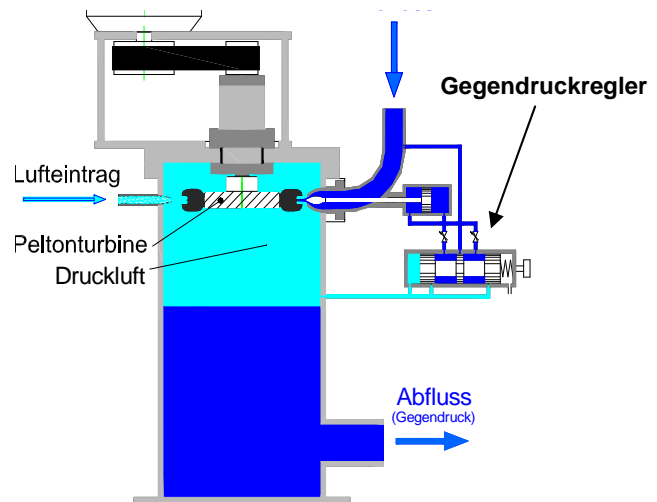 Gegendruckregler
Lufteintrag
Peltonturbine
Druckluft
Abfluss
(Gegendruck)